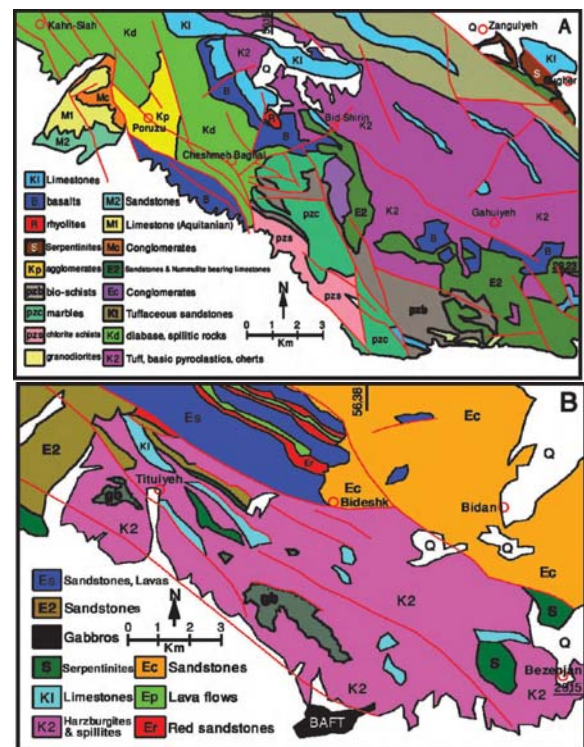 A
Kahn-Siah
Kd
Kl
K2
Q
Kl
Q
Zanguiyeh
Kl
S
Mc
M1
M2
Kp
Poruzu
Kd
B
R
B
Bid-Shirin
K2
K2
Cheshmeh Baghal
B
pzc
E2
K2
Gahuiyeh
K2
B
B
pzs
E2
pzs
pzb
pzc
Kl Limestones
B basalts
R rhyolites
S Serpentinites
Kp agglomerates
pzb bio-schists
pzc marbles
pzs chlorite schists
granodiorites
M2 Sandstones
M1 Limestone (Aquitanian)
Mc Conglomerates
E2 Sandstones & Nummulite bearing limestones
Ec Conglomerates
Kt Tuffaceous sandstones
Kd diabase, spilitic rocks
K2 Tuff, basic pyroclastics, cherts
N
0 1 2 3
Km
B
56.38
E2
Kl
Es
Er
Ec
Q
Tituiyeh
gb
K2
Ec
Bideshk
Bidan
Q
Q
Ec
gb
K2
S
Q
S
Bezenjan
K2
K2
BAFT
Es Sandstones, Lavas
E2 Sandstones
Gabbros
S Serpentinites
Kl Limestones
K2 Harzburgites & spillites
N
0 1 2 3
Km
Ec Sandstones
Ep Lava flows
Er Red sandstones